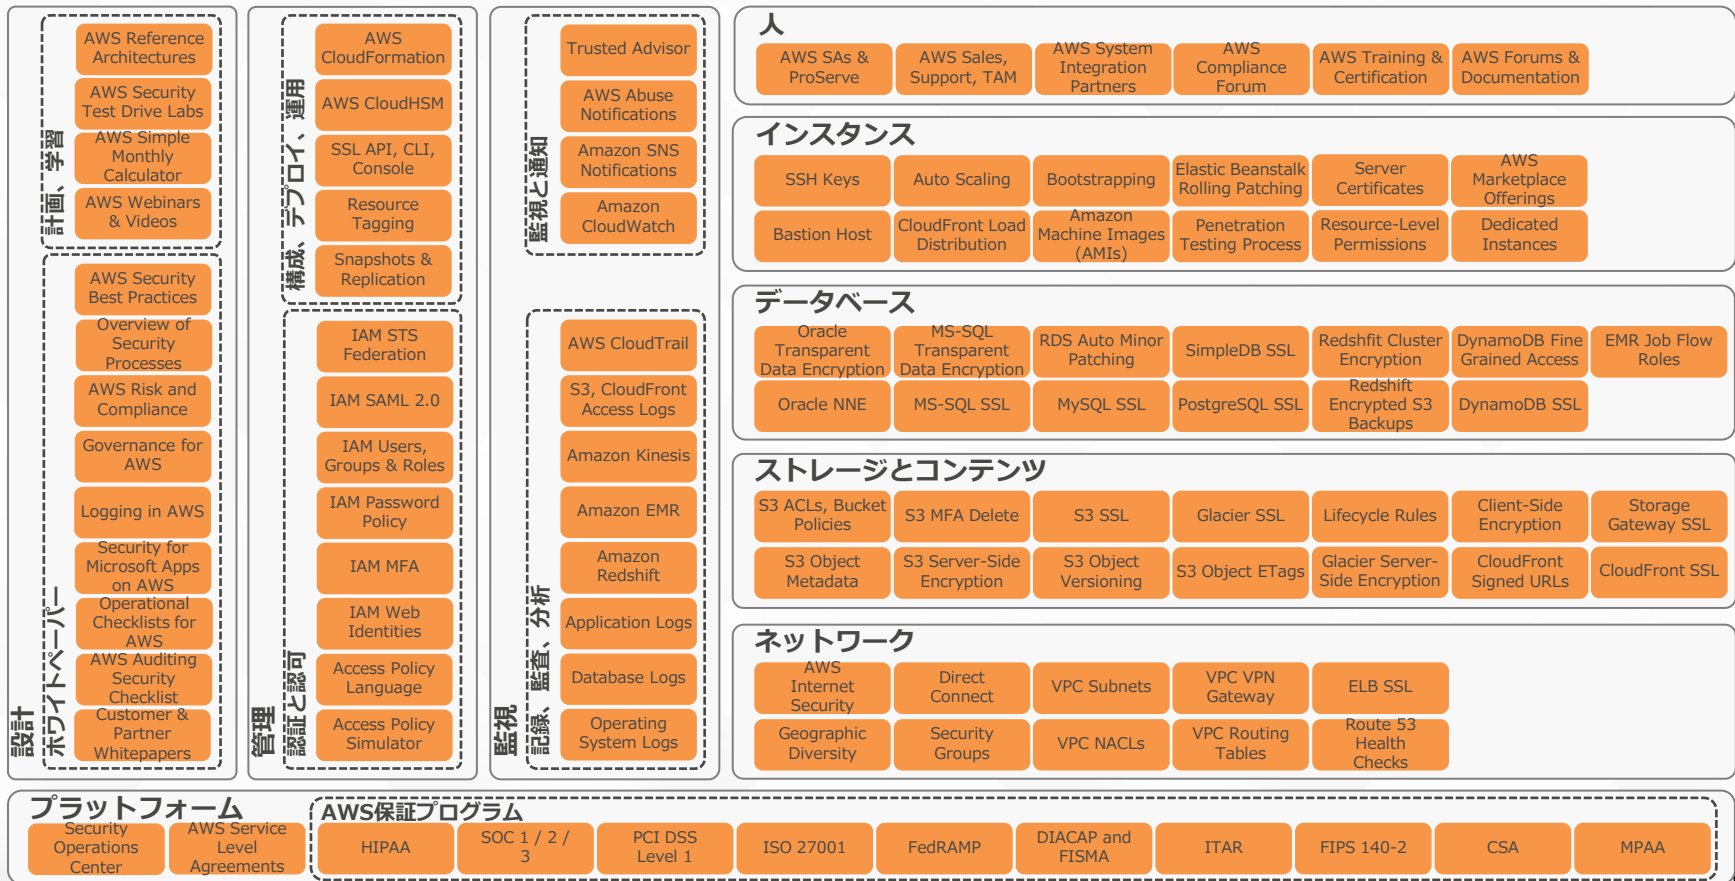 設計
計画、学習
AWS Reference
Architectures
AWS Security
Test Drive Labs
AWS Simple
Monthly
Calculator
AWS Webinars
& Videos
ホワイトペーパー
AWS Security
Best Practices
Overview of
Security
Processes
AWS Risk and
Compliance
Governance for
AWS
Logging in AWS
Security for
Microsoft Apps
on AWS
Operational
Checklists for
AWS
AWS Auditing
Security
Checklist
Customer &
Partner
Whitepapers
管理
構成、デプロイ、運用
AWS
CloudFormation
AWS CloudHSM
SSL API, CLI,
Console
Resource
Tagging
Snapshots &
Replication
認証と認可
IAM STS
Federation
IAM SAML 2.0
IAM Users,
Groups & Roles
IAM Password
Policy
IAM MFA
IAM Web
Identities
Access Policy
Language
Access Policy
Simulator
監視
監視と通知
Trusted Advisor
AWS Abuse
Notifications
Amazon SNS
Notifications
Amazon
CloudWatch
記録、監査、分析
AWS CloudTrail
S3, CloudFront
Access Logs
Amazon Kinesis
Amazon EMR
Amazon
Redshift
Application Logs
Database Logs
Operating
System Logs
人
AWS SAs &
ProServe
AWS Sales,
Support, TAM
AWS System
Integration
Partners
AWS
Compliance
Forum
AWS Training &
Certification
AWS Forums &
Documentation
インスタンス
SSH Keys
Auto Scaling
Bootstrapping
Elastic Beanstalk
Rolling Patching
Server
Certificates
AWS
Marketplace
Offerings
Bastion Host
CloudFront Load
Distribution
Amazon
Machine Images
(AMIs)
Penetration
Testing Process
Resource-Level
Permissions
Dedicated
Instances
データベース
Oracle
Transparent
Data Encryption
MS-SQL
Transparent
Data Encryption
RDS Auto Minor
Patching
SimpleDB SSL
Redshfit Cluster
Encryption
DynamoDB Fine
Grained Access
EMR Job Flow
Roles
Oracle NNE
MS-SQL SSL
MySQL SSL
PostgreSQL SSL
Redshift
Encrypted S3
Backups
DynamoDB SSL
ストレージとコンテンツ
S3 ACLs, Bucket
Policies
S3 MFA Delete
S3 SSL
Glacier SSL
Lifecycle Rules
Client-Side
Encryption
Storage
Gateway SSL
S3 Object
Metadata
S3 Server-Side
Encryption
S3 Object
Versioning
S3 Object ETags
Glacier Server-
Side Encryption
CloudFront
Signed URLs
CloudFront SSL
ネットワーク
AWS
Internet
Security
Direct
Connect
VPC Subnets
VPC VPN
Gateway
ELB SSL
Geographic
Diversity
Security
Groups
VPC NACLs
VPC Routing
Tables
Route 53
Health
Checks
プラットフォーム
Security
Operations
Center
AWS Service
Level
Agreements
AWS保証プログラム
HIPAA
SOC 1 / 2 /
3
PCI DSS
Level 1
ISO 27001
FedRAMP
DIACAP and
FISMA
ITAR
FIPS 140-2
CSA
MPAA